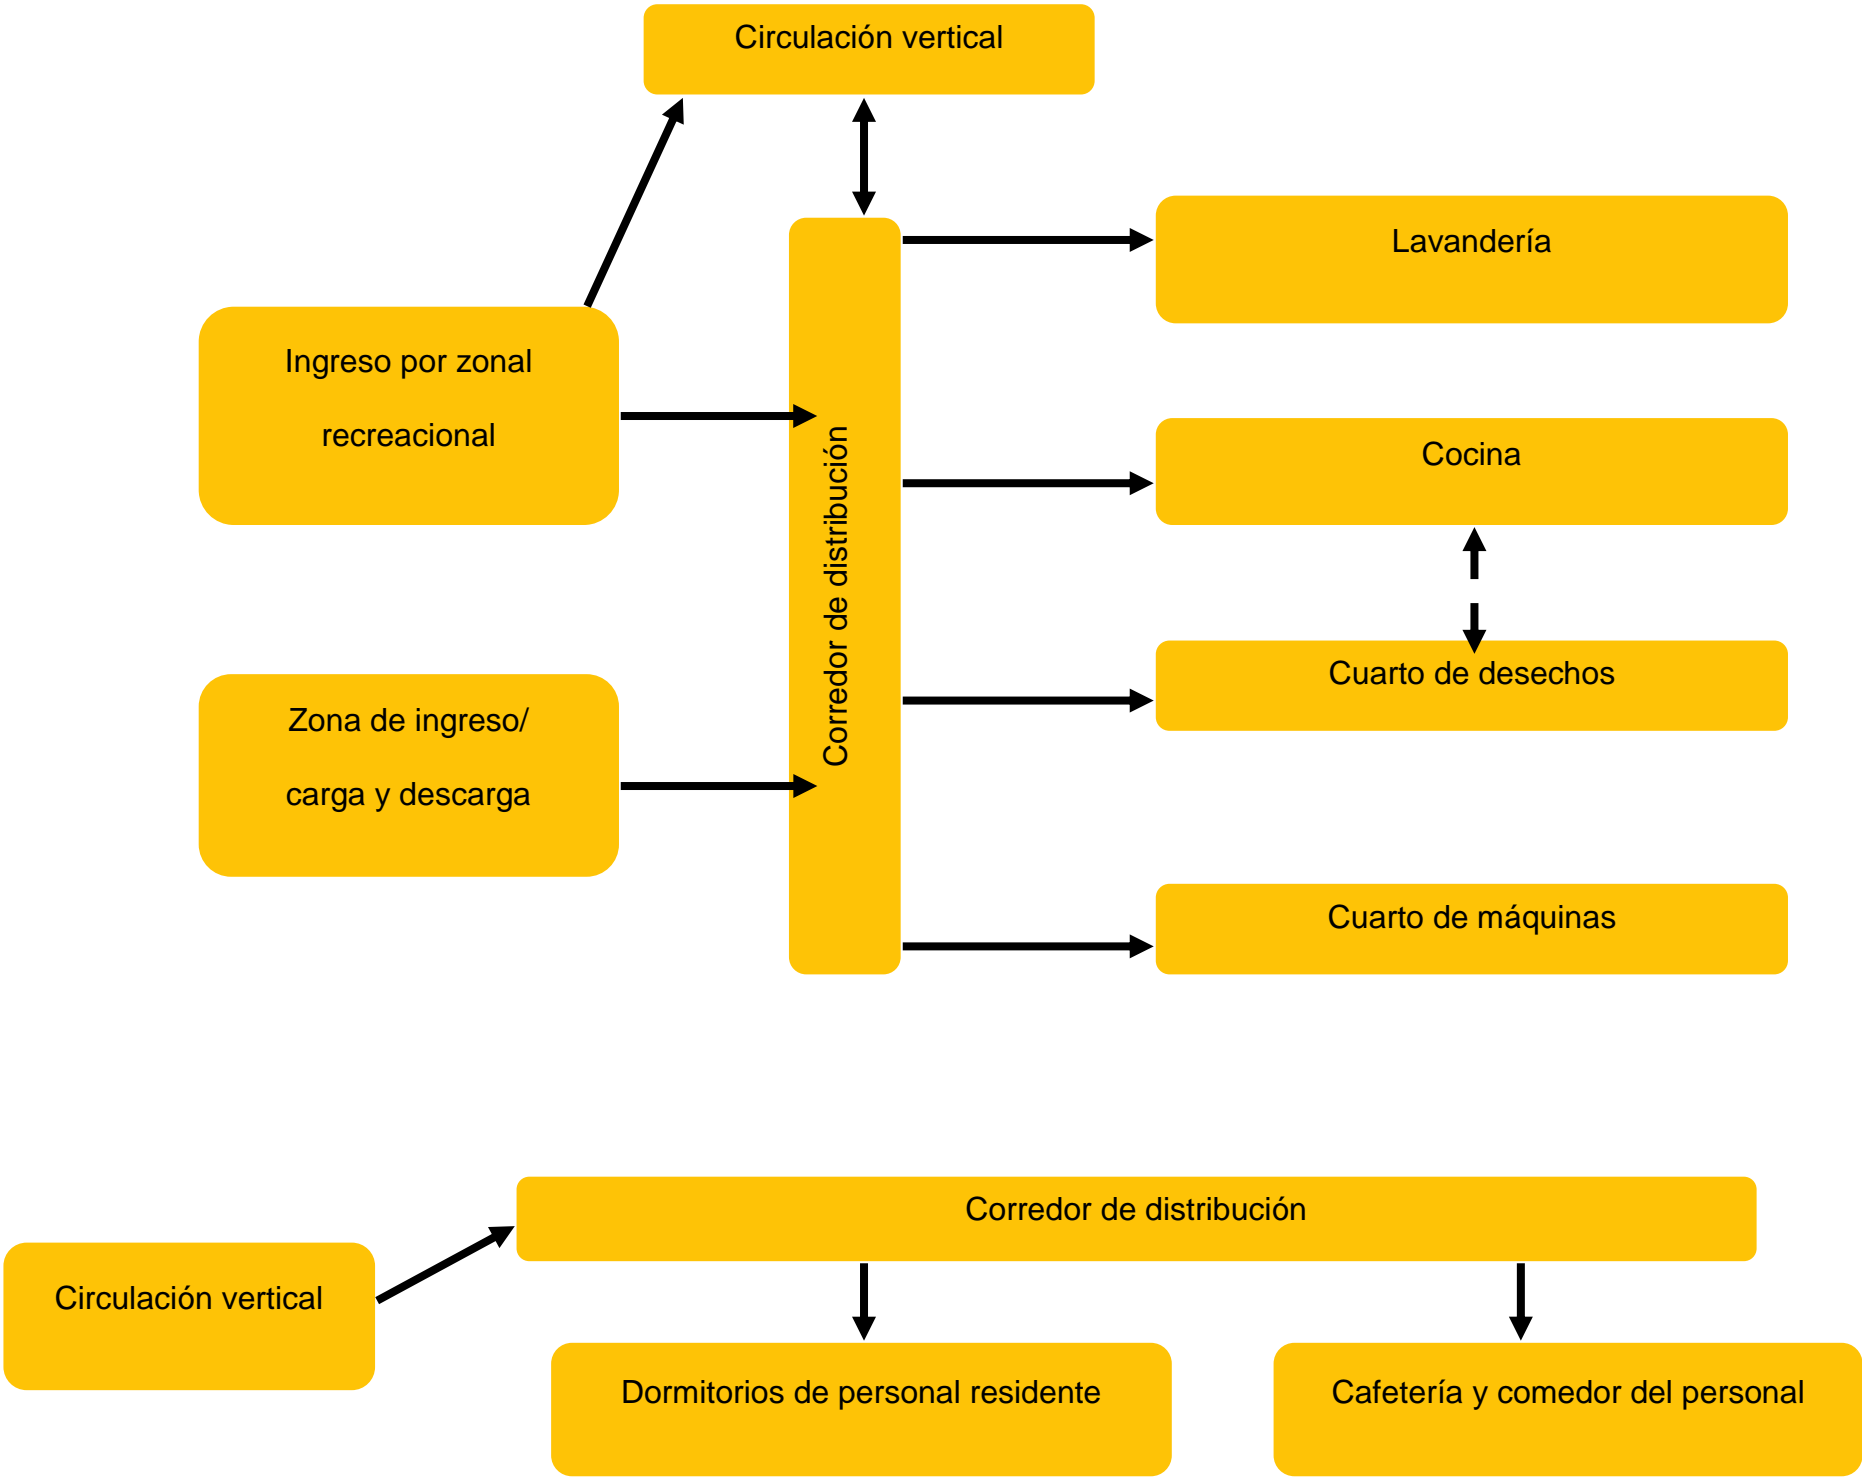 Circulación vertical
Lavandería
Ingreso por zonal
recreacional
Corredor de distribución
Cocina
Zona de ingreso/
carga y descarga
Cuarto de desechos
Cuarto de máquinas
Corredor de distribución
Circulación vertical
Dormitorios de personal residente
Cafetería y comedor del personal